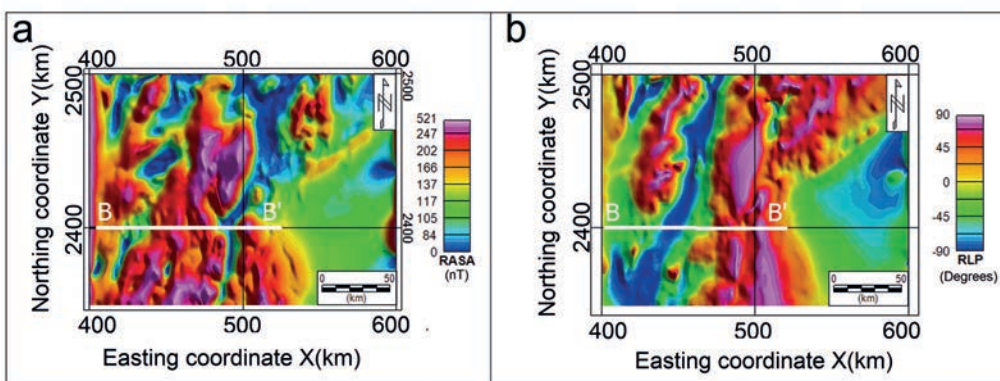 a
400 500 600
Northing coordinate Y(km)
2500
2400
2500
2400
B B'
0 50
(km)
400 500 600
Easting coordinate X(km)
521
247
202
166
137
117
105
84
0
RASA
(nT)
b
400 500 600
Northing coordinate Y(km)
2500
2400
B B'
0 50
(km)
400 500 600
Easting coordinate X(km)
90
45
0
-45
-90
RLP
(Degrees)